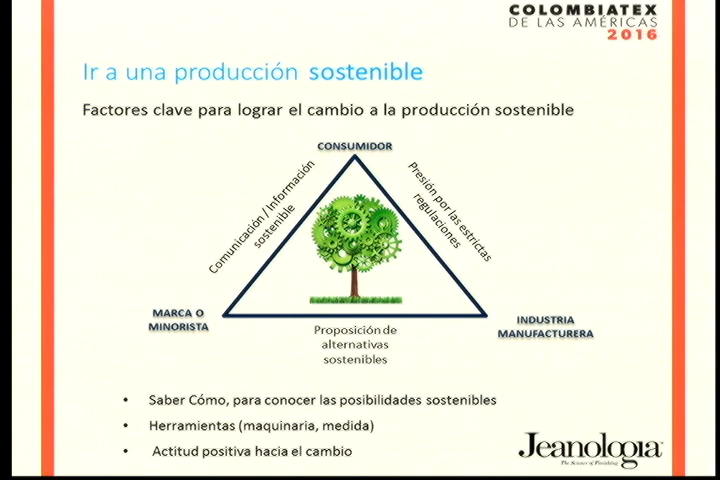 COLOMBIATEX
DE LAS AMÉRICAS
2016
Ir a una producción sostenible
Factores clave para lograr el cambio a la producción sostenible
CONSUMIDOR
Comunicación / Información
sostenible
Presión por las estrictas
regulaciones
MARCA O
MINORISTA
INDUSTRIA
MANUFACTURERA
Proposición de
alternativas
sostenibles
• Saber Cómo, para conocer las posibilidades sostenibles
• Herramientas (maquinaria, medida)
• Actitud positiva hacia el cambio
Jeanologia
The Science of Finishing